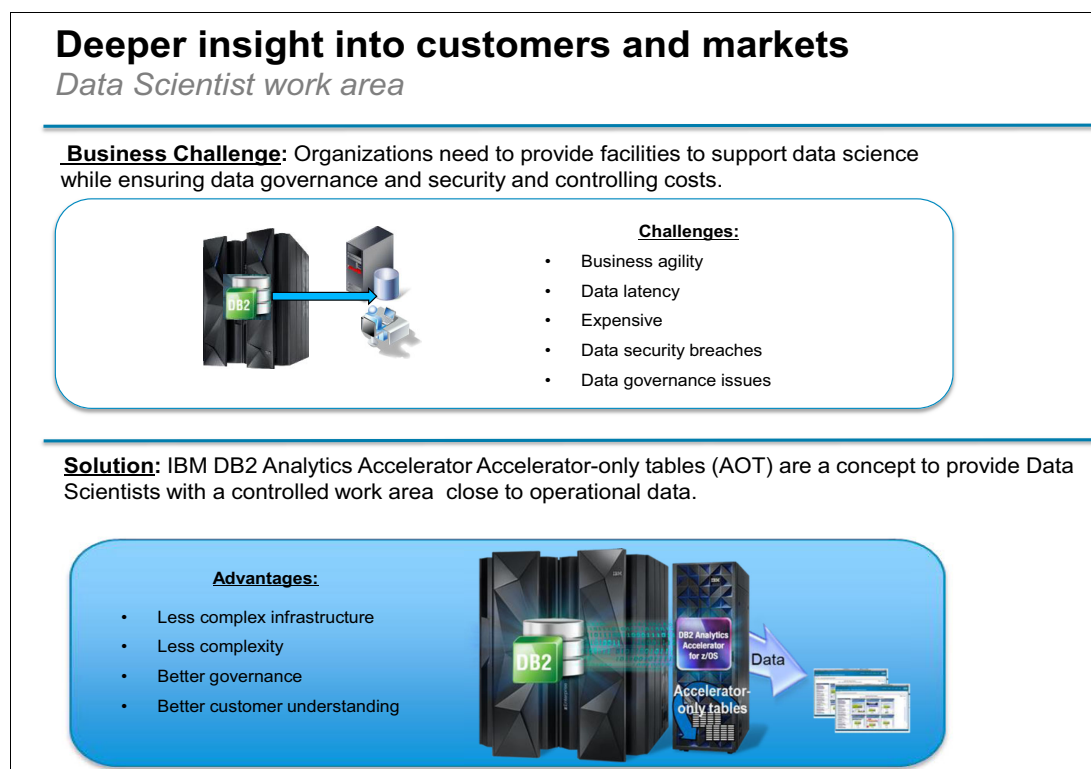 Deeper insight into customers and markets
Data Scientist work area
Business Challenge: Organizations need to provide facilities to support data science
while ensuring data governance and security and controlling costs.
DB2
Challenges:
• Business agility
• Data latency
• Expensive
• Data security breaches
• Data governance issues
Solution: IBM DB2 Analytics Accelerator Accelerator-only tables (AOT) are a concept to provide Data
Scientists with a controlled work area close to operational data.
Advantages:
• Less complex infrastructure
• Less complexity
• Better governance
• Better customer understanding
DB2
IBM
DB2 Analytics
Accelerator
for z/OS
Accelerator-
only tables
Data